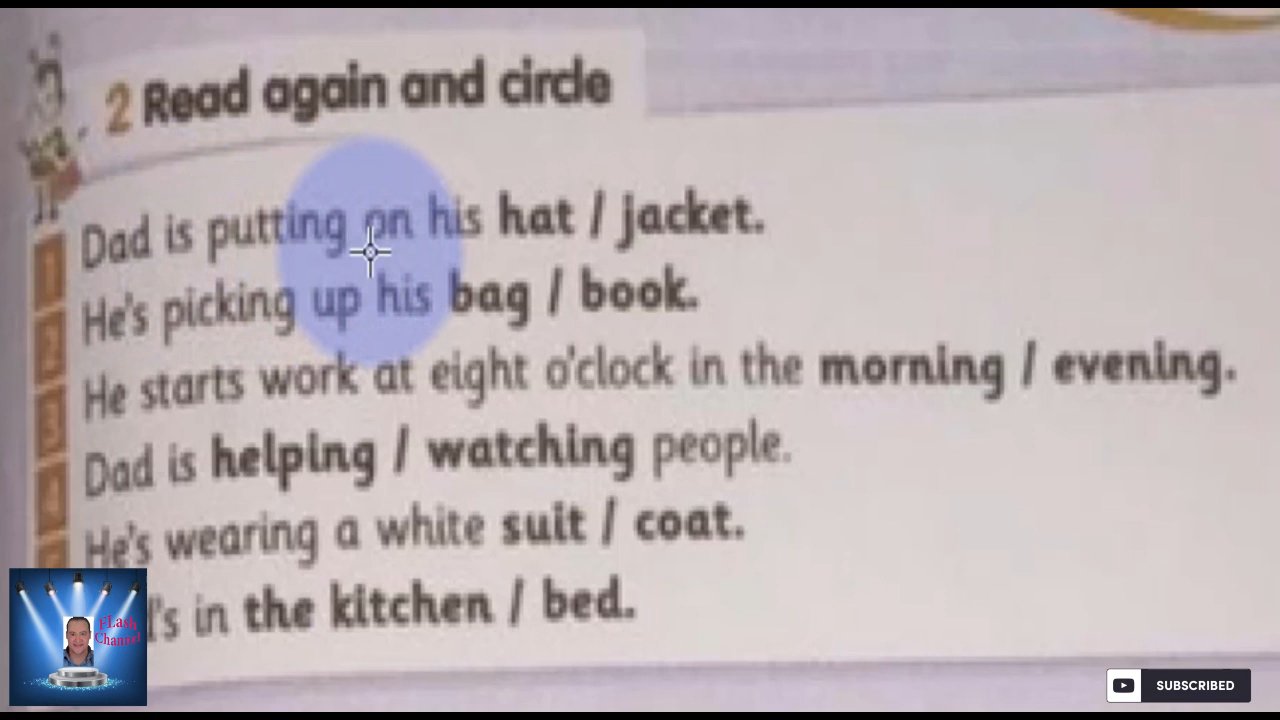 2 Read again and circle
1 Dad is putting on his hat / jacket.
2 He's picking up his bag / book.
3 He starts work at eight o'clock in the morning / evening.
4 Dad is helping / watching people.
He's wearing a white suit / coat.
's in the kitchen / bed.
FLash
Channel
SUBSCRIBED